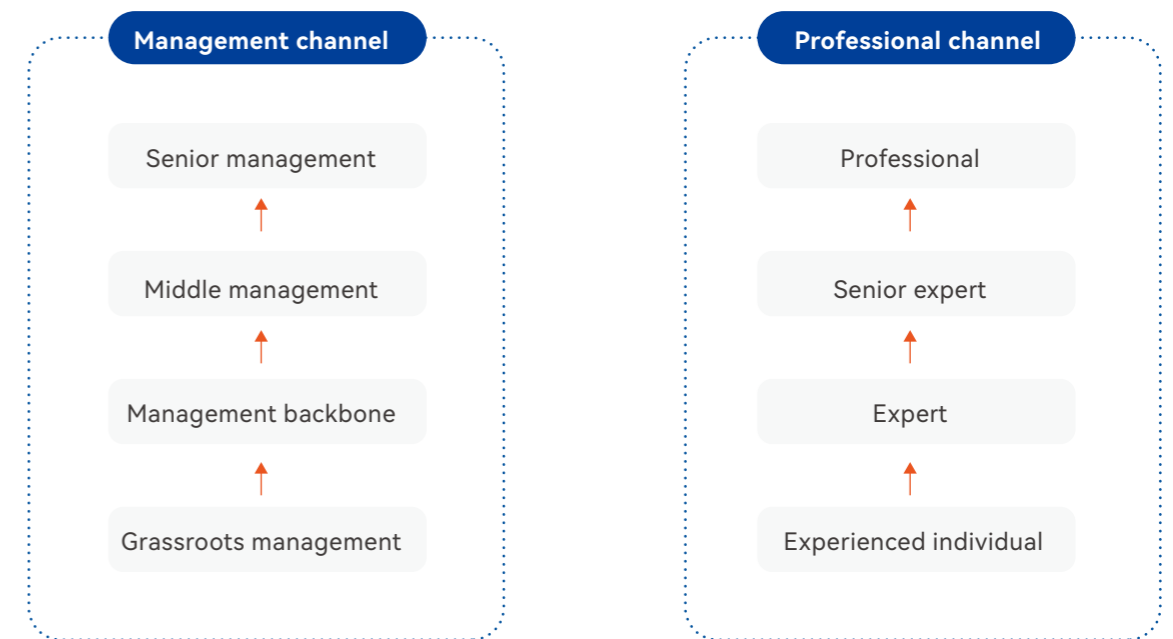 Management channel
Senior management
Middle management
Management backbone
Grassroots management
Professional channel
Professional
Senior expert
Expert
Experienced individual